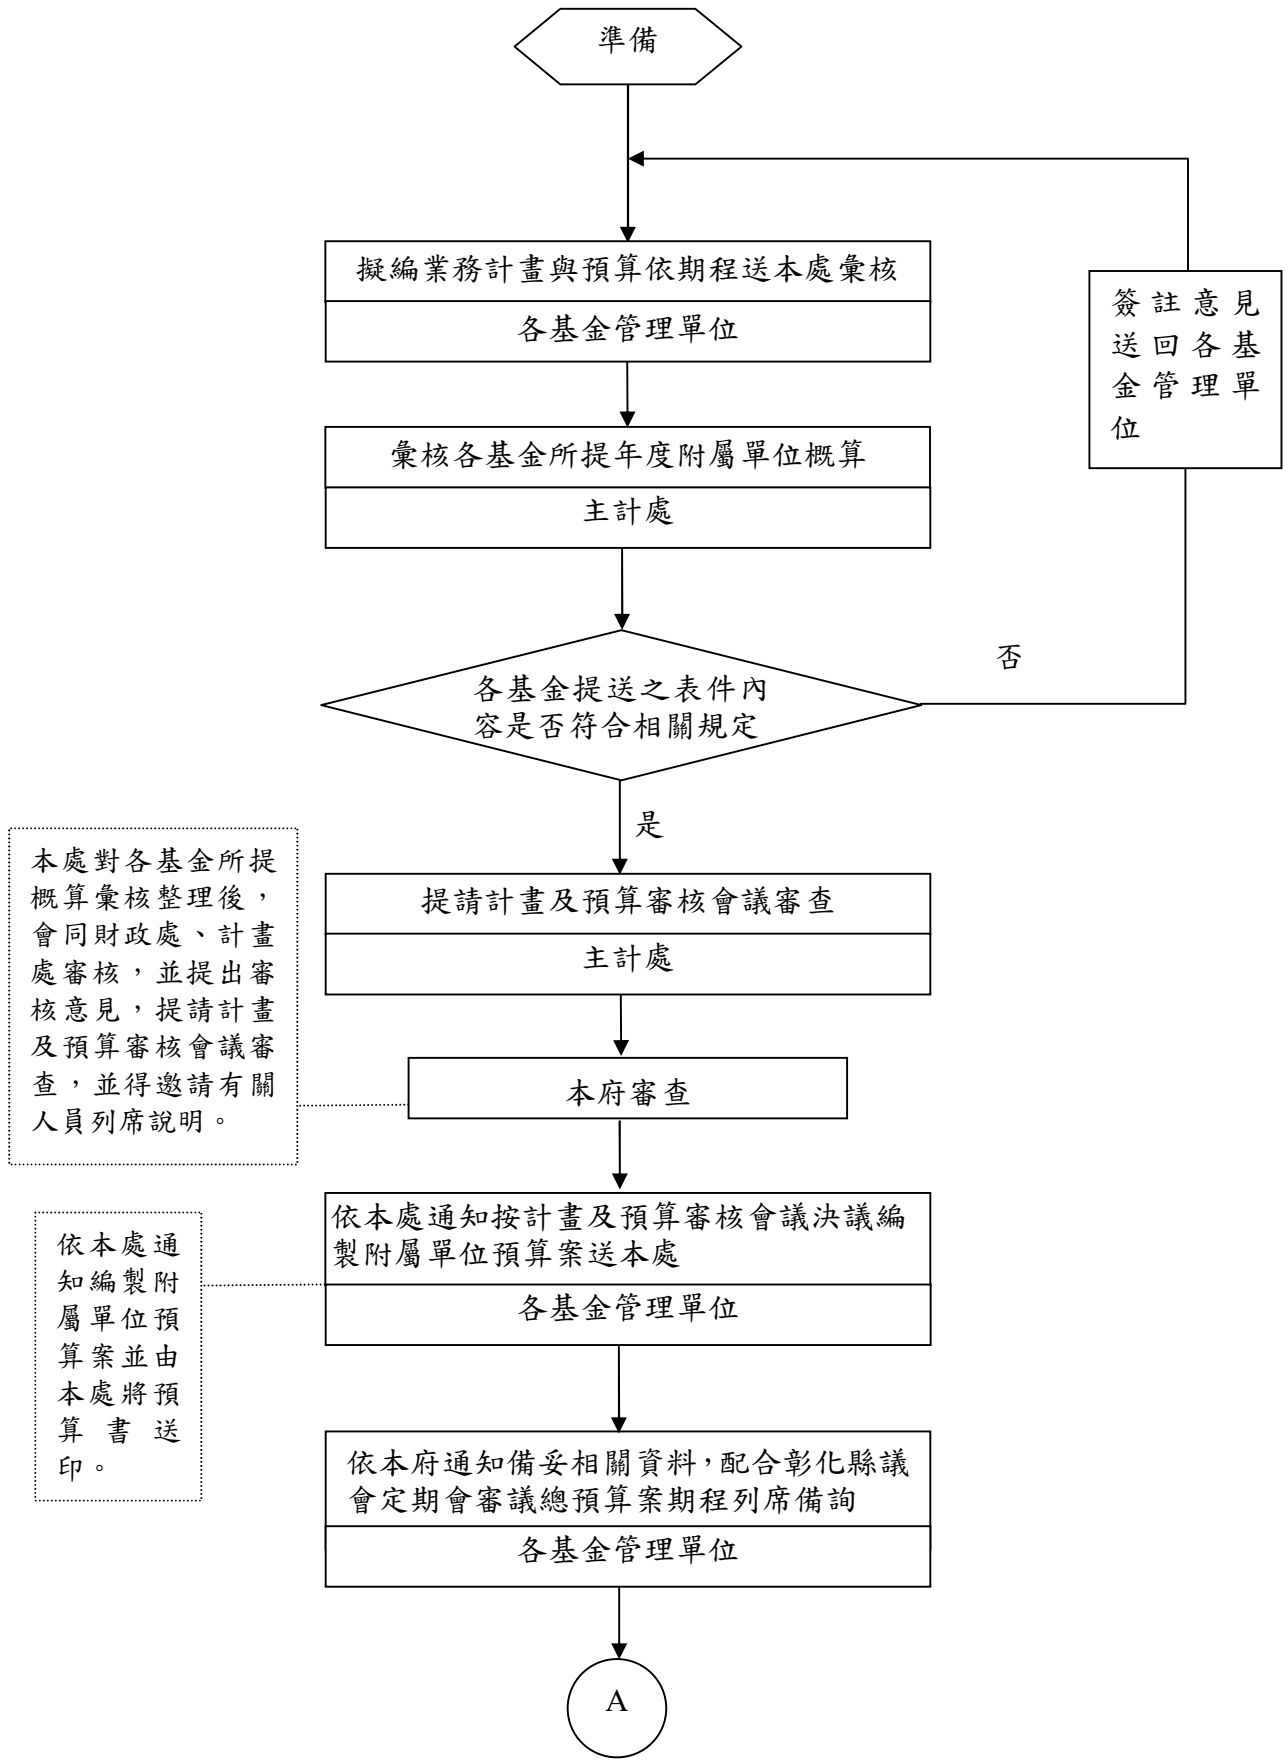 準備
擬編業務計畫與預算依期程送本處彙核
各基金管理單位
簽註意見
送回各基
金管理單
位
彙核各基金所提年度附屬單位概算
主計處
否
各基金提送之表件內
容是否符合相關規定
是
提請計畫及預算審核會議審查
主計處
本處對各基金所提
概算彙核整理後，
會同財政處、計畫
處審核，並提出審
核意見，提請計畫
及預算審核會議審
查，並得邀請有關
人員列席說明。
本府審查
依本處通知按計畫及預算審核會議決議編
製附屬單位預算案送本處
各基金管理單位
依本處通
知編製附
屬單位預
算案並由
本處將預
算書送
印。
依本府通知備妥相關資料，配合彰化縣議
會定期會審議總預算案期程列席備詢
各基金管理單位
A